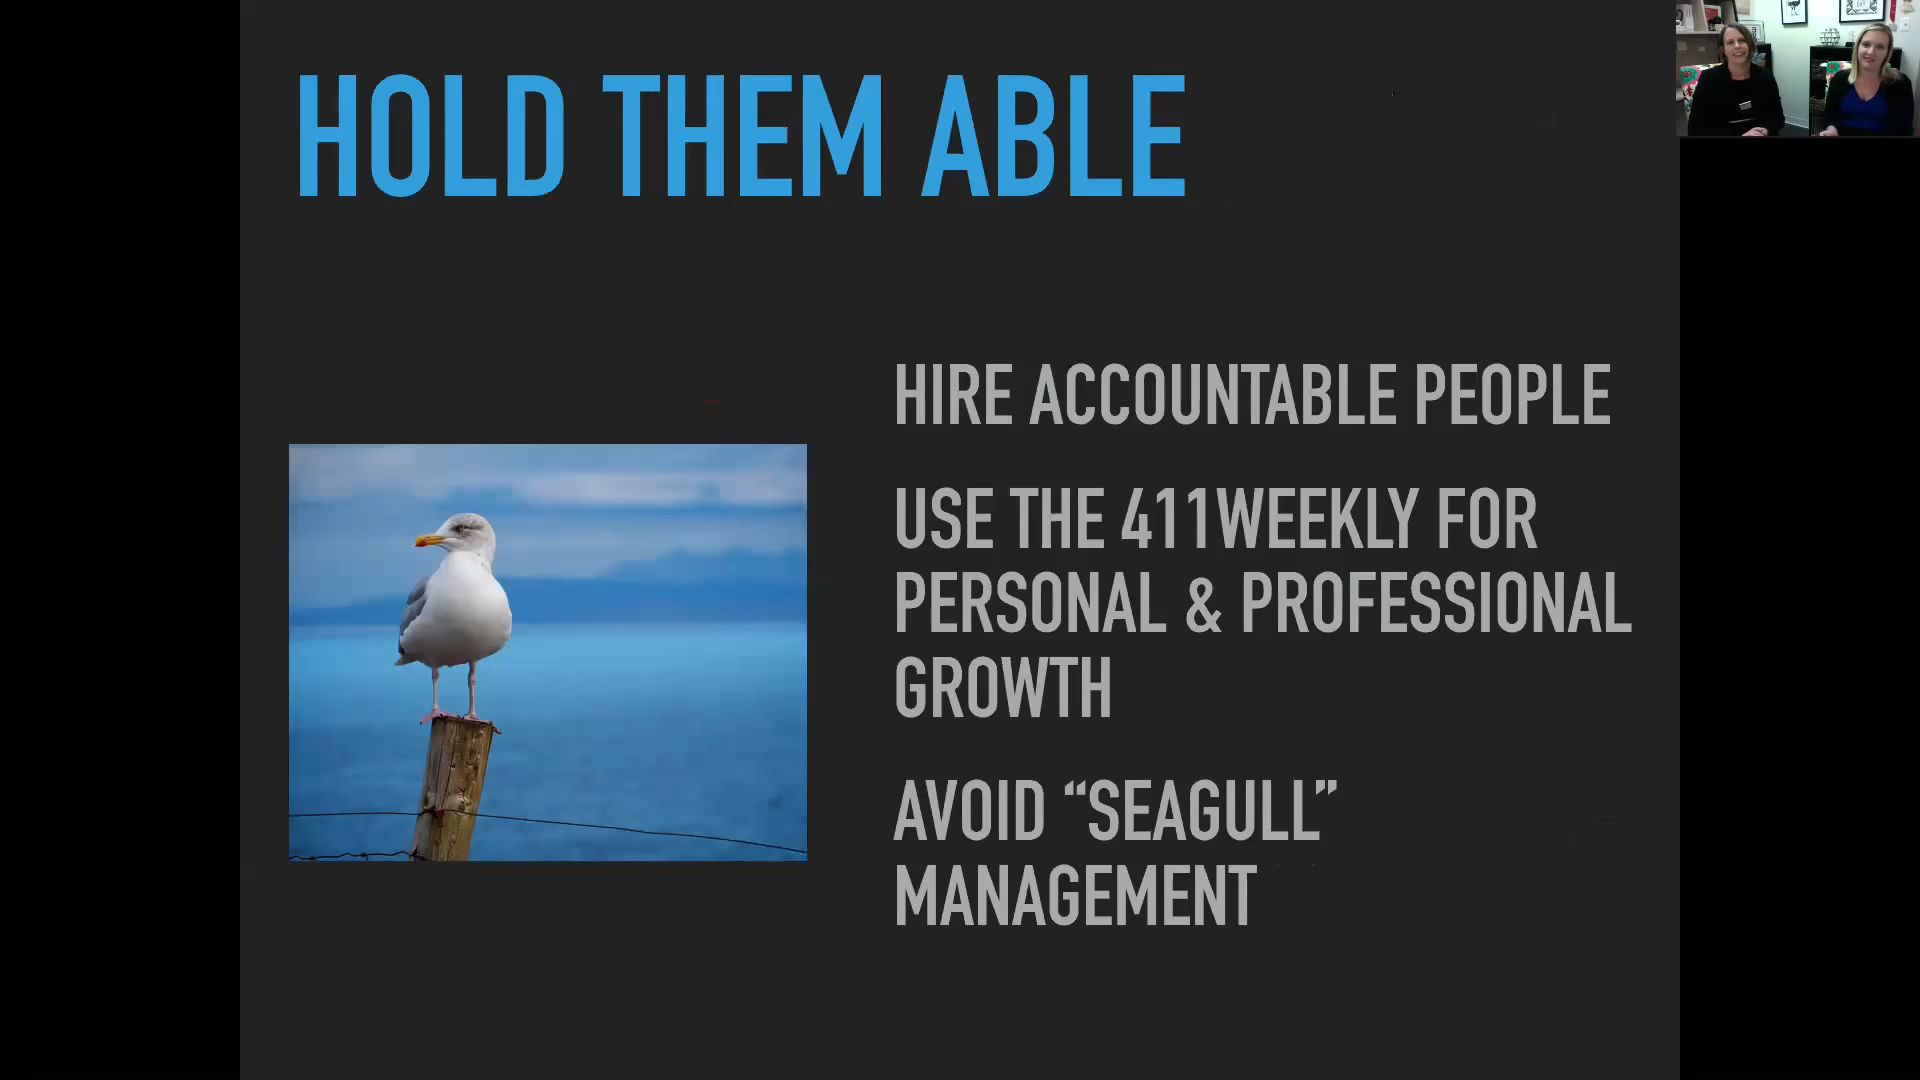 HOLD THEM ABLE
HIRE ACCOUNTABLE PEOPLE
USE THE 411WEEKLY FOR
PERSONAL & PROFESSIONAL
GROWTH
AVOID “SEAGULL”
MANAGEMENT